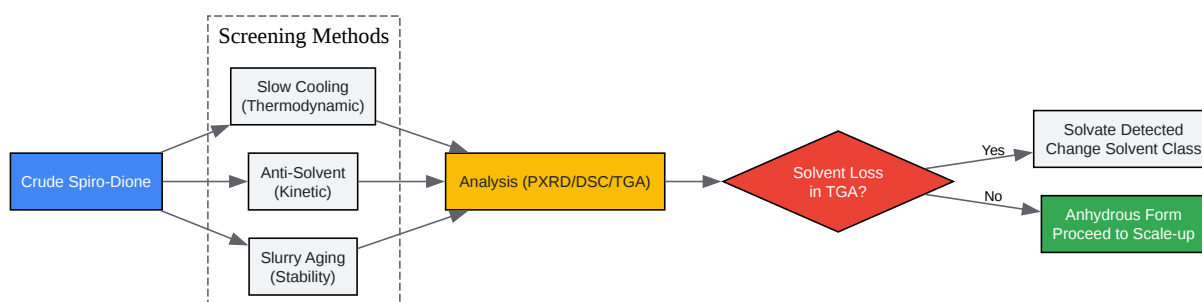 Screening Methods
Slow Cooling
(Thermodynamic)
Crude Spiro-Dione
Anti-Solvent
(Kinetic)
Slurry Aging
(Stability)
Analysis (PXRD/DSC/TGA)
Solvent Loss
in TGA?
Yes
Solvate Detected
Change Solvent Class
No
Anhydrous Form
Proceed to Scale-up